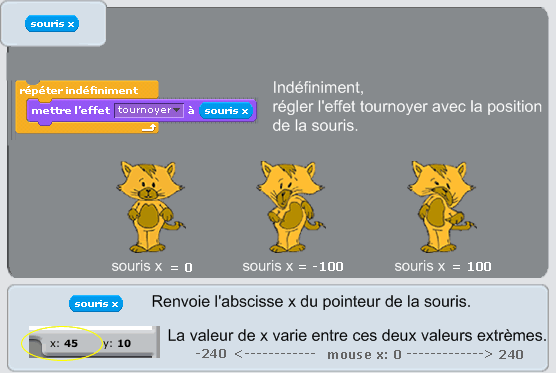 souris x
répéter indéfiniment
mettre l'effet tournoyer à souris x
Indéfiniment,
régler l'effet tournoyer avec la position
de la souris.
souris x = 0
souris x = -100
souris x = 100
souris x Renvoie l'abscisse x du pointeur de la souris.
x: 45 y: 10
La valeur de x varie entre ces deux valeurs extrêmes.
-240 <------------ mouse x: 0 ------------> 240